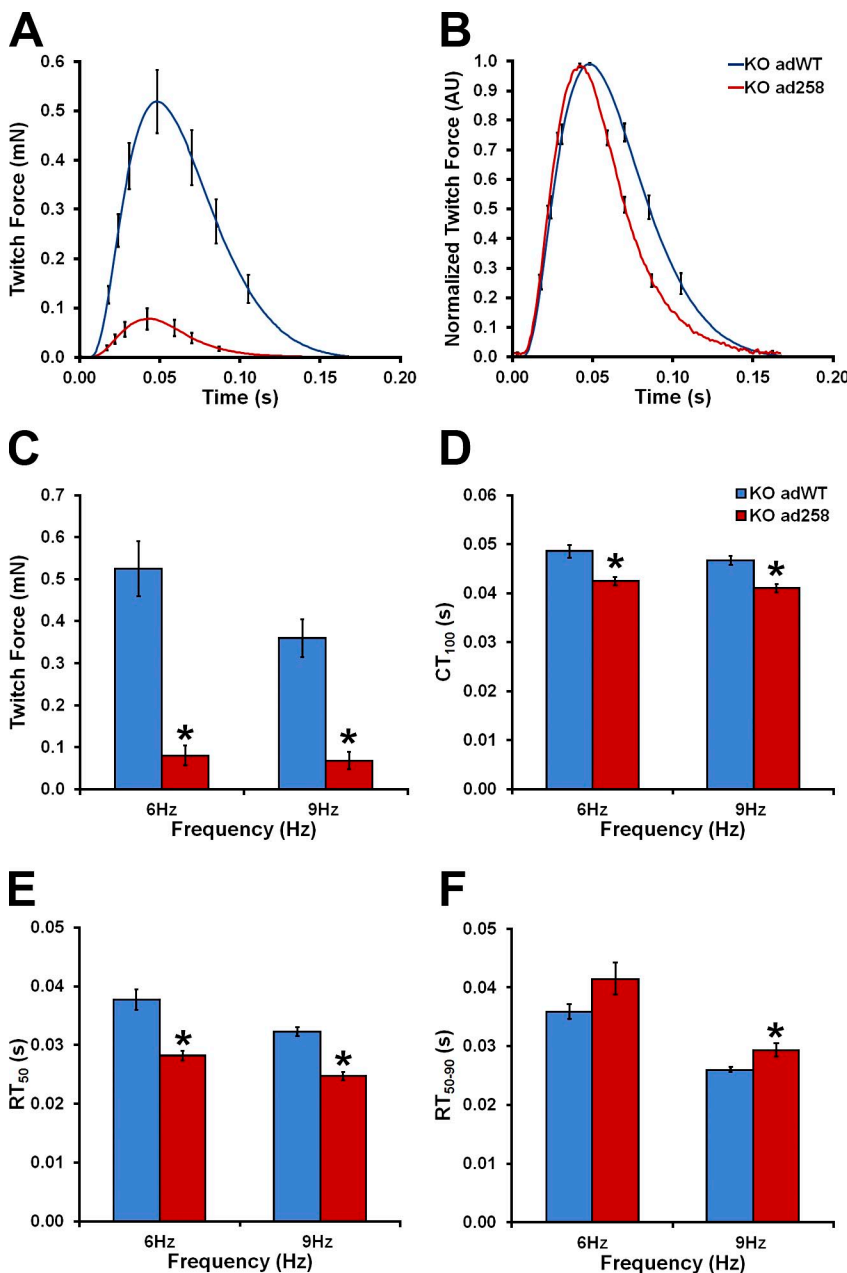 A
Twitch Force (mN)
0.6
0.5
0.4
0.3
0.2
0.1
0.0
0.00 0.05 0.10 0.15 0.20
Time (s)
B
Normalized Twitch Force (AU)
1.0
0.9
0.8
0.7
0.6
0.5
0.4
0.3
0.2
0.1
0.0
0.00 0.05 0.10 0.15 0.20
Time (s)
KO adWT
KO ad258
C
Twitch Force (mN)
0.7
0.6
0.5
0.4
0.3
0.2
0.1
0.0
* *
6Hz 9Hz
Frequency (Hz)
D
CT100 (s)
0.06
0.05
0.04
0.03
0.02
0.01
0.00
KO adWT
KO ad258
* *
6Hz 9Hz
Frequency (Hz)
E
RT50 (s)
0.05
0.04
0.03
0.02
0.01
0.00
* *
6Hz 9Hz
Frequency (Hz)
F
RT50-90 (s)
0.05
0.04
0.03
0.02
0.01
0.00
*
6Hz 9Hz
Frequency (Hz)